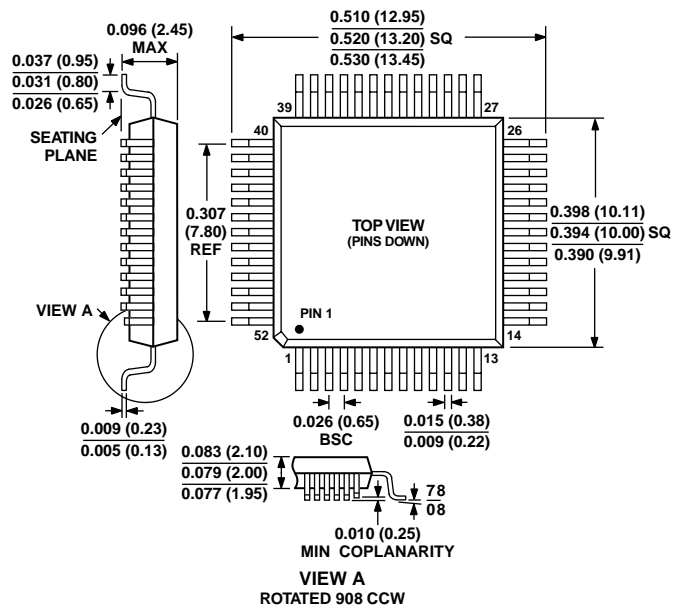 0.096 (2.45)
MAX
0.510 (12.95)
0.520 (13.20) SQ
0.530 (13.45)
0.037 (0.95)
0.031 (0.80)
0.026 (0.65)
SEATING
PLANE
39
27
40
26
0.307
(7.80)
REF
TOP VIEW
(PINS DOWN)
0.398 (10.11)
0.394 (10.00) SQ
0.390 (9.91)
VIEW A
PIN 1
52
14
1
13
0.009 (0.23)
0.005 (0.13)
0.026 (0.65)
BSC
0.015 (0.38)
0.009 (0.22)
0.083 (2.10)
0.079 (2.00)
0.077 (1.95)
78
08
0.010 (0.25)
MIN COPLANARITY
VIEW A
ROTATED 908 CCW